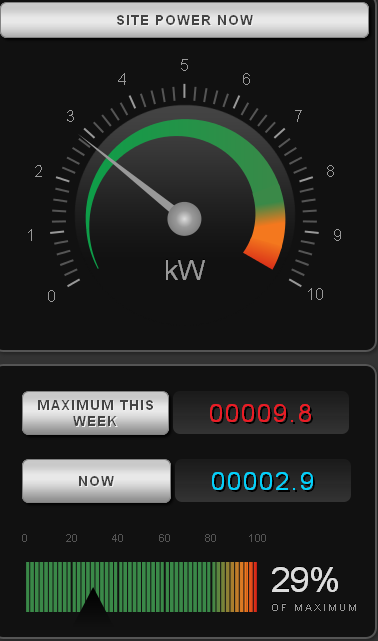 SITE POWER NOW
5
4
6
3
7
2
8
1
9
0
10
kW
MAXIMUM THIS
WEEK
00009.8
NOW
00002.9
0 20 40 60 80 100
29%
OF MAXIMUM